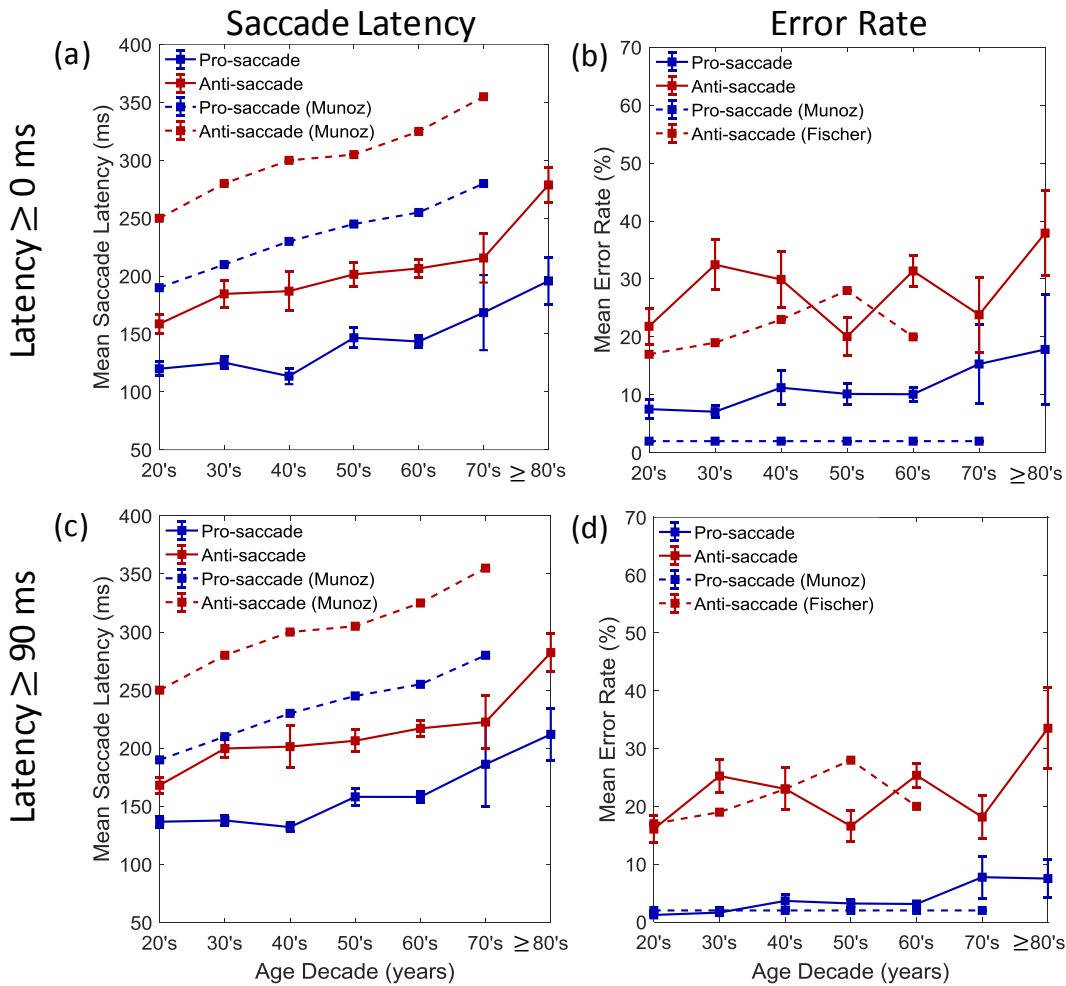 Saccade Latency
Error Rate
Latency ≥ 0 ms
(a)
400
350
300
250
200
150
100
50
Mean Saccade Latency (ms)
Pro-saccade
Anti-saccade
Pro-saccade (Munoz)
Anti-saccade (Munoz)
20's 30's 40's 50's 60's 70's ≥ 80's
(b)
70
60
50
40
30
20
10
0
Mean Error Rate (%)
Pro-saccade
Anti-saccade
Pro-saccade (Munoz)
Anti-saccade (Fischer)
20's 30's 40's 50's 60's 70's ≥80's
Latency ≥ 90 ms
(c)
400
350
300
250
200
150
100
50
Mean Saccade Latency (ms)
Pro-saccade
Anti-saccade
Pro-saccade (Munoz)
Anti-saccade (Munoz)
20's 30's 40's 50's 60's 70's ≥ 80's
Age Decade (years)
(d)
70
60
50
40
30
20
10
0
Mean Error Rate (%)
Pro-saccade
Anti-saccade
Pro-saccade (Munoz)
Anti-saccade (Fischer)
20's 30's 40's 50's 60's 70's ≥80's
Age Decade (years)